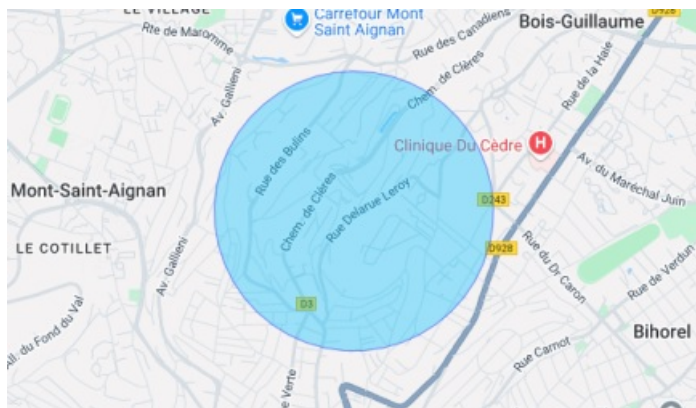 LE VILLAGE
Rte de Maromme
Carrefour Mont
Saint Aignan
Rue des Canadiens
Bois-Guillaume
D928
Av. Gallieni
Chem. de Clères
Rue de la Haie
Rue des Bulins
Clinique Du Cèdre
H
Av. du Maréchal Juin
Mont-Saint-Aignan
Chem. de Clères
Rue Delarue Leroy
D243
LE COTILLET
Av. Gallieni
D928
Rue du Dr Caron
Rue de Verdun
D3
All. du Fond du Val
Bihorel
Rue Carnot
e Verte